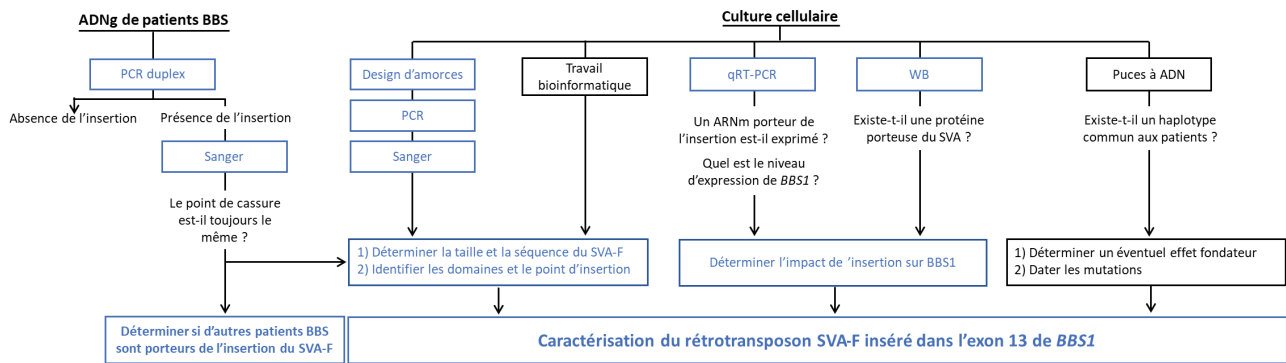 ADNg de patients BBS
PCR duplex
Absence de l'insertion
Présence de l'insertion
Sanger
Le point de cassure
est-il toujours le
même ?
Déterminer si d'autres patients BBS
sont porteurs de l'insertion du SVA-F
Culture cellulaire
Design d'amorces
PCR
Sanger
Travail
bioinformatique
1) Déterminer la taille et la séquence du SVA-F
2) Identifier les domaines et le point d'insertion
qRT-PCR
Un ARNm porteur de
l'insertion est-il exprimé ?
Quel est le niveau
d'expression de BBS1 ?
WB
Existe-t-il une protéine
porteuse du SVA ?
Déterminer l'impact de 'insertion sur BBS1
Puces à ADN
Existe-t-il un haplotype
commun aux patients ?
1) Déterminer un éventuel effet fondateur
2) Dater les mutations
Caractérisation du rétrotransposon SVA-F inséré dans l'exon 13 de BBS1